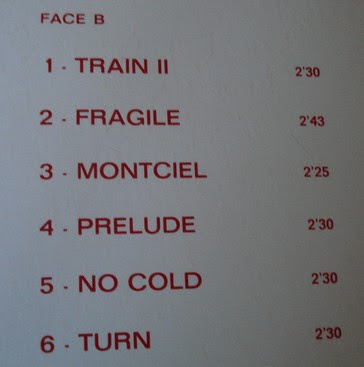 FACE B
1 - TRAIN II 2'30
2 - FRAGILE 2'43
3 - MONTCIEL 2'25
4 - PRELUDE 2'30
5 - NO COLD 2'30
6 - TURN 2'30